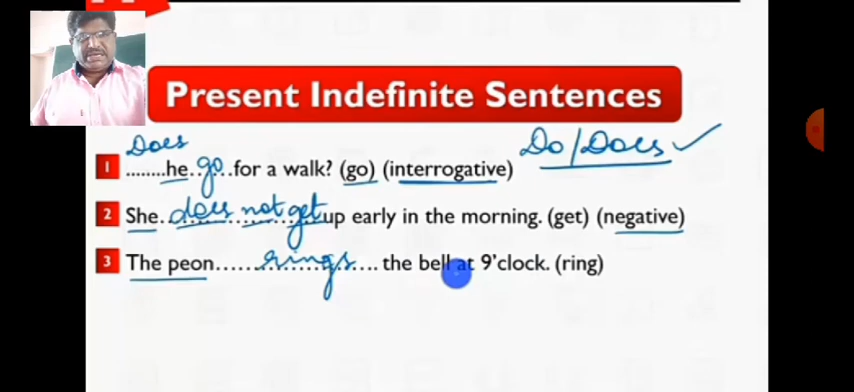 Present Indefinite Sentences
Does Do/Does ✓
1 ........he..go..for a walk? (go) (interrogative)
2 She..does not get up early in the morning. (get) (negative)
3 The peon......rings.... the bell at 9'clock. (ring)